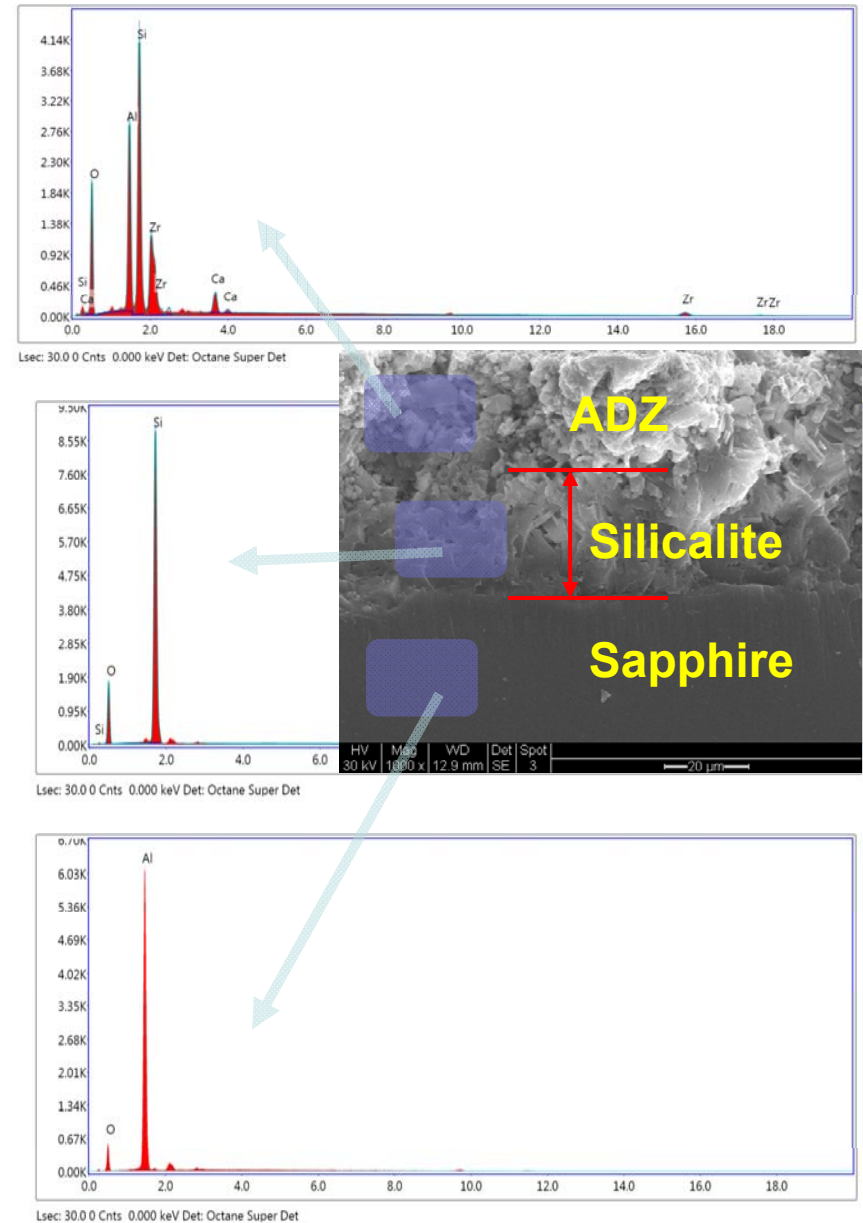 4.14K
3.68K
3.22K
2.76K
2.30K
1.84K
1.38K
0.92K
0.46K
0.00K
Si
Al
O
Zr
Zr
Si
Ca
Ca
Ca
Zr
ZrZr
0.0 2.0 4.0 6.0 8.0 10.0 12.0 14.0 16.0 18.0
Lsec: 30.0 0 Cnts 0.000 keV Det: Octane Super Det
9.50K
8.55K
7.60K
6.65K
5.70K
4.75K
3.80K
2.85K
1.90K
0.95K
0.00K
Si
O
Si
0.0 2.0 4.0 6.0
ADZ
Silicalite
Sapphire
HV Mag WD Det Spot
30 kV 1000 x 12.9 mm SE 3 20 µm
Lsec: 30.0 0 Cnts 0.000 keV Det: Octane Super Det
6.70K
6.03K
5.36K
4.69K
4.02K
3.35K
2.68K
2.01K
1.34K
0.67K
0.00K
Al
O
0.0 2.0 4.0 6.0 8.0 10.0 12.0 14.0 16.0 18.0
Lsec: 30.0 0 Cnts 0.000 keV Det: Octane Super Det